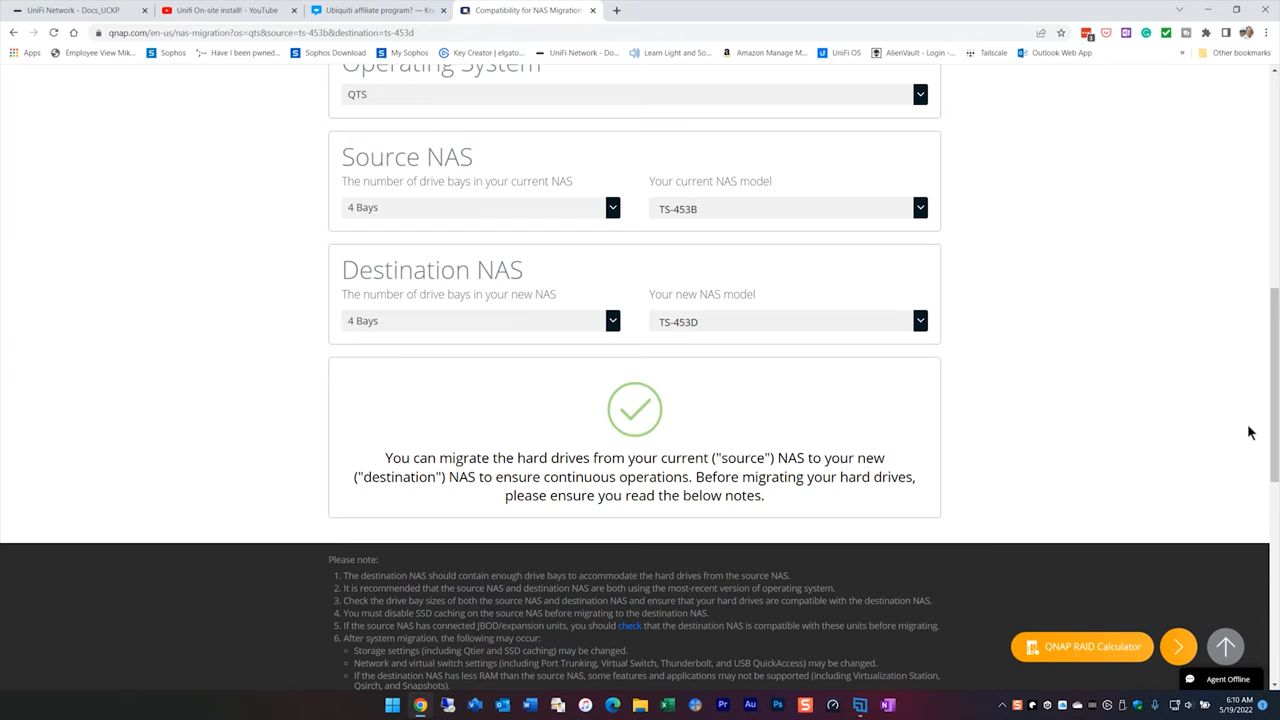 UniFi Network - Docs_UCKP
Unifi On-site install! - YouTube
Ubiquiti affiliate program? — Kn
Compatibility for NAS Migration
qnap.com/en-us/nas-migration?os=qts&source=ts-453b&destination=ts-453d
Apps
Employee View Mik...
Sophos
Have I been pwned...
Sophos Download
My Sophos
Key Creator | elgato...
UniFi Network - Do...
Learn Light and So...
Amazon Manage M...
UniFi OS
AlienVault - Login -...
Tailscale
Outlook Web App
»
Other bookmarks
Operating System
QTS
Source NAS
The number of drive bays in your current NAS
Your current NAS model
4 Bays
TS-453B
Destination NAS
The number of drive bays in your new NAS
Your new NAS model
4 Bays
TS-453D
You can migrate the hard drives from your current ("source") NAS to your new
("destination") NAS to ensure continuous operations. Before migrating your hard drives,
please ensure you read the below notes.
Please note:
1. The destination NAS should contain enough drive bays to accommodate the hard drives from the source NAS.
2. It is recommended that the source NAS and destination NAS are both using the most-recent version of operating system.
3. Check the drive bay sizes of both the source NAS and destination NAS and ensure that your hard drives are compatible with the destination NAS.
4. You must disable SSD caching on the source NAS before migrating to the destination NAS.
5. If the source NAS has connected JBOD/expansion units, you should check that the destination NAS is compatible with these units before migrating.
6. After system migration, the following may occur:
• Storage settings (including Qtier and SSD caching) may be changed.
• Network and virtual switch settings (including Port Trunking, Virtual Switch, Thunderbolt, and USB QuickAccess) may be changed.
• If the destination NAS has less RAM than the source NAS, some features and applications may not be supported (including Virtualization Station,
Qsirch, and Snapshots).
QNAP RAID Calculator
Agent Offline
6:10 AM
5/19/2022